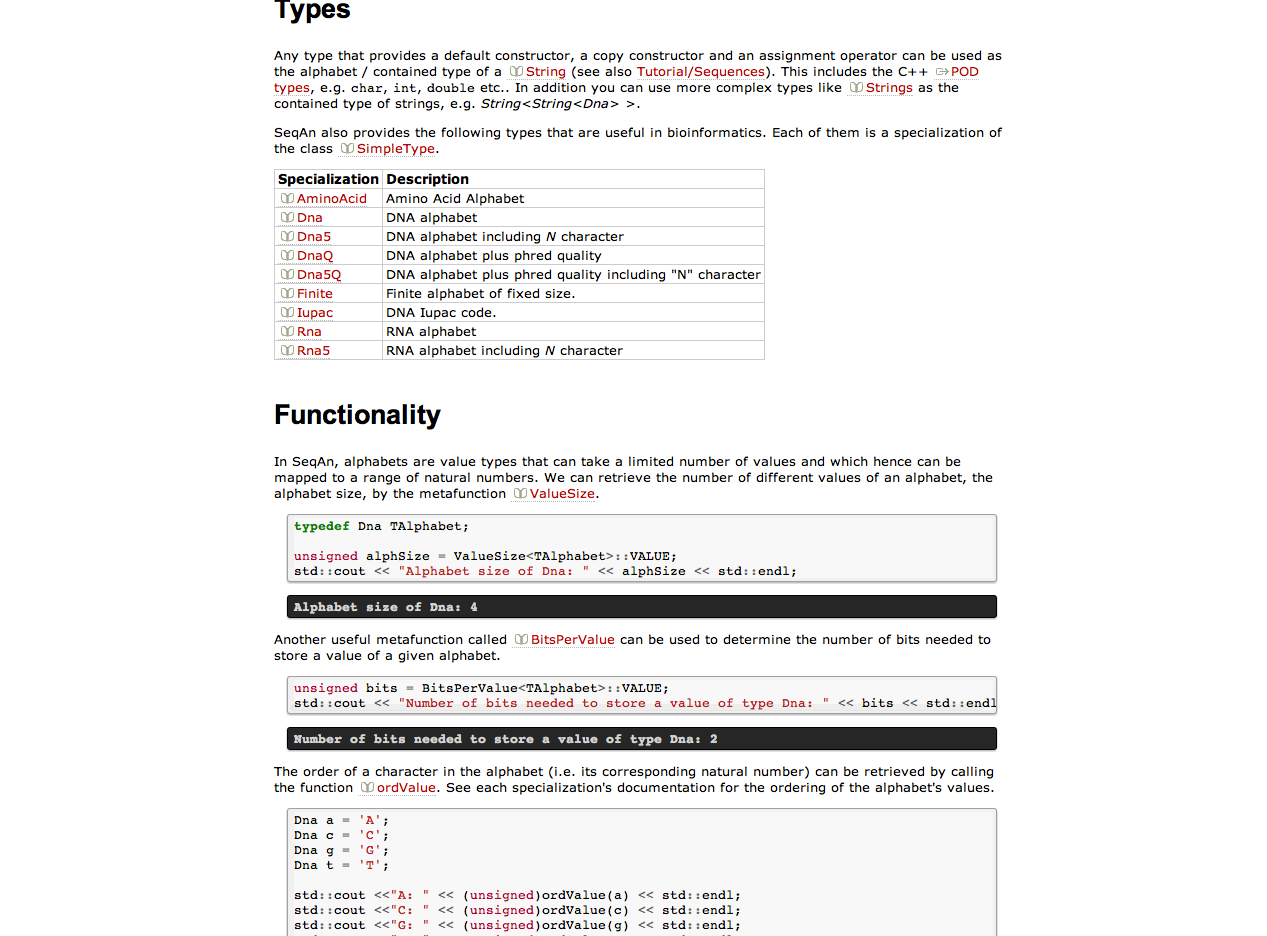 Types
Any type that provides a default constructor, a copy constructor and an assignment operator can be used as
the alphabet / contained type of a String (see also Tutorial/Sequences). This includes the C++ POD
types, e.g. char, int, double etc.. In addition you can use more complex types like Strings as the
contained type of strings, e.g. String<String<Dna> >.
SeqAn also provides the following types that are useful in bioinformatics. Each of them is a specialization of
the class SimpleType.
Specialization Description
AminoAcid Amino Acid Alphabet
Dna DNA alphabet
Dna5 DNA alphabet including N character
DnaQ DNA alphabet plus phred quality
Dna5Q DNA alphabet plus phred quality including "N" character
Finite Finite alphabet of fixed size.
Iupac DNA Iupac code.
Rna RNA alphabet
Rna5 RNA alphabet including N character
Functionality
In SeqAn, alphabets are value types that can take a limited number of values and which hence can be
mapped to a range of natural numbers. We can retrieve the number of different values of an alphabet, the
alphabet size, by the metafunction ValueSize.
typedef Dna TAlphabet;
unsigned alphSize = ValueSize<TAlphabet>::VALUE;
std::cout << "Alphabet size of Dna: " << alphSize << std::endl;
Alphabet size of Dna: 4
Another useful metafunction called BitsPerValue can be used to determine the number of bits needed to
store a value of a given alphabet.
unsigned bits = BitsPerValue<TAlphabet>::VALUE;
std::cout << "Number of bits needed to store a value of type Dna: " << bits << std::endl
Number of bits needed to store a value of type Dna: 2
The order of a character in the alphabet (i.e. its corresponding natural number) can be retrieved by calling
the function ordValue. See each specialization's documentation for the ordering of the alphabet's values.
Dna a = 'A';
Dna c = 'C';
Dna g = 'G';
Dna t = 'T';
std::cout <<"A: " << (unsigned)ordValue(a) << std::endl;
std::cout <<"C: " << (unsigned)ordValue(c) << std::endl;
std::cout <<"G: " << (unsigned)ordValue(g) << std::endl;